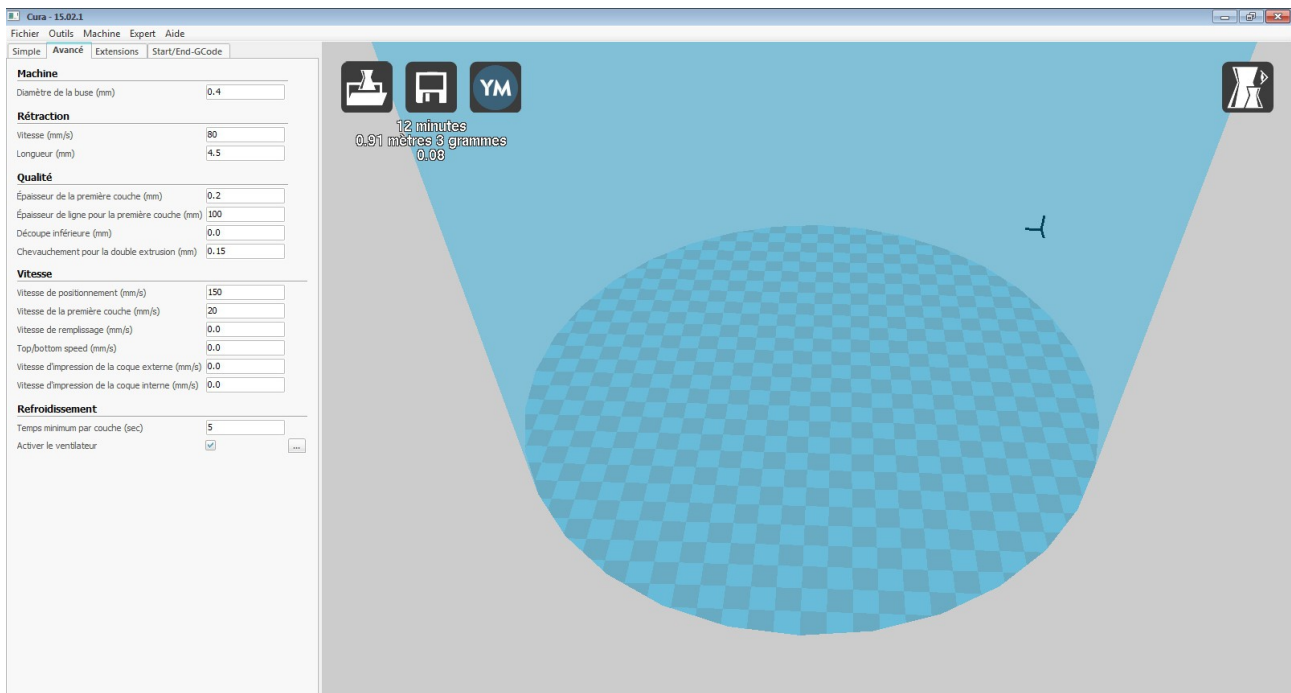 Cura - 15.02.1
Fichier Outils Machine Expert Aide
Simple Avancé Extensions Start/End-GCode
Machine
Diamètre de la buse (mm) 0.4
Rétraction
Vitesse (mm/s) 80
Longueur (mm) 4.5
Qualité
Épaisseur de la première couche (mm) 0.2
Épaisseur de ligne pour la première couche (mm) 100
Découpe inférieure (mm) 0.0
Chevauchement pour la double extrusion (mm) 0.15
Vitesse
Vitesse de positionnement (mm/s) 150
Vitesse de la première couche (mm/s) 20
Vitesse de remplissage (mm/s) 0.0
Top/bottom speed (mm/s) 0.0
Vitesse d'impression de la coque externe (mm/s) 0.0
Vitesse d'impression de la coque interne (mm/s) 0.0
Refroidissement
Temps minimum par couche (sec) 5
Activer le ventilateur ...
YM
12 minutes
0.91 mètres 3 grammes
0.08